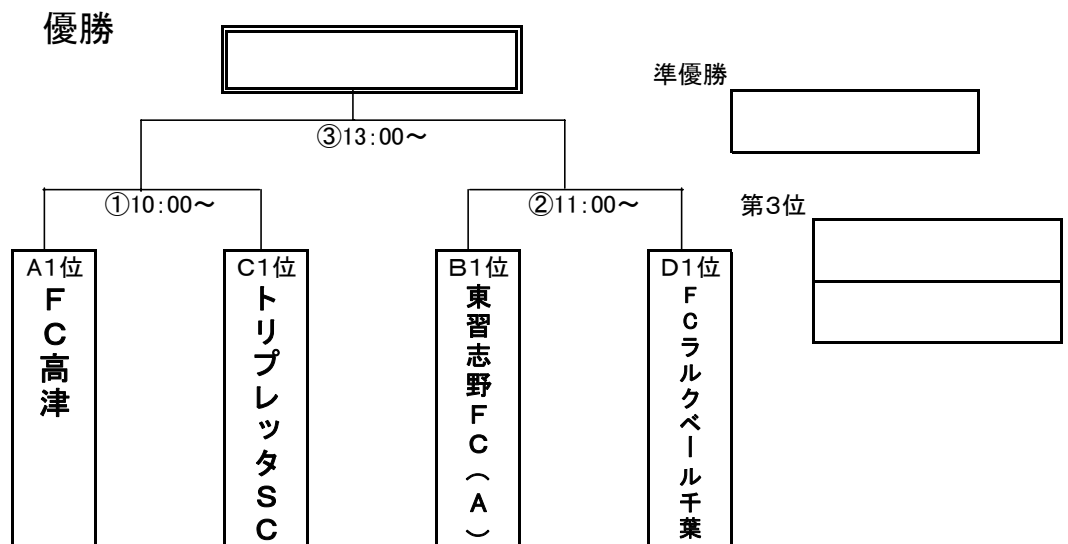 優勝
準優勝
③13:00～
①10:00～
②11:00～
第3位
A1位
FC高津
C1位
トリプレッタSC
B1位
東習志野FC(A)
D1位
FCラルクベール千葉